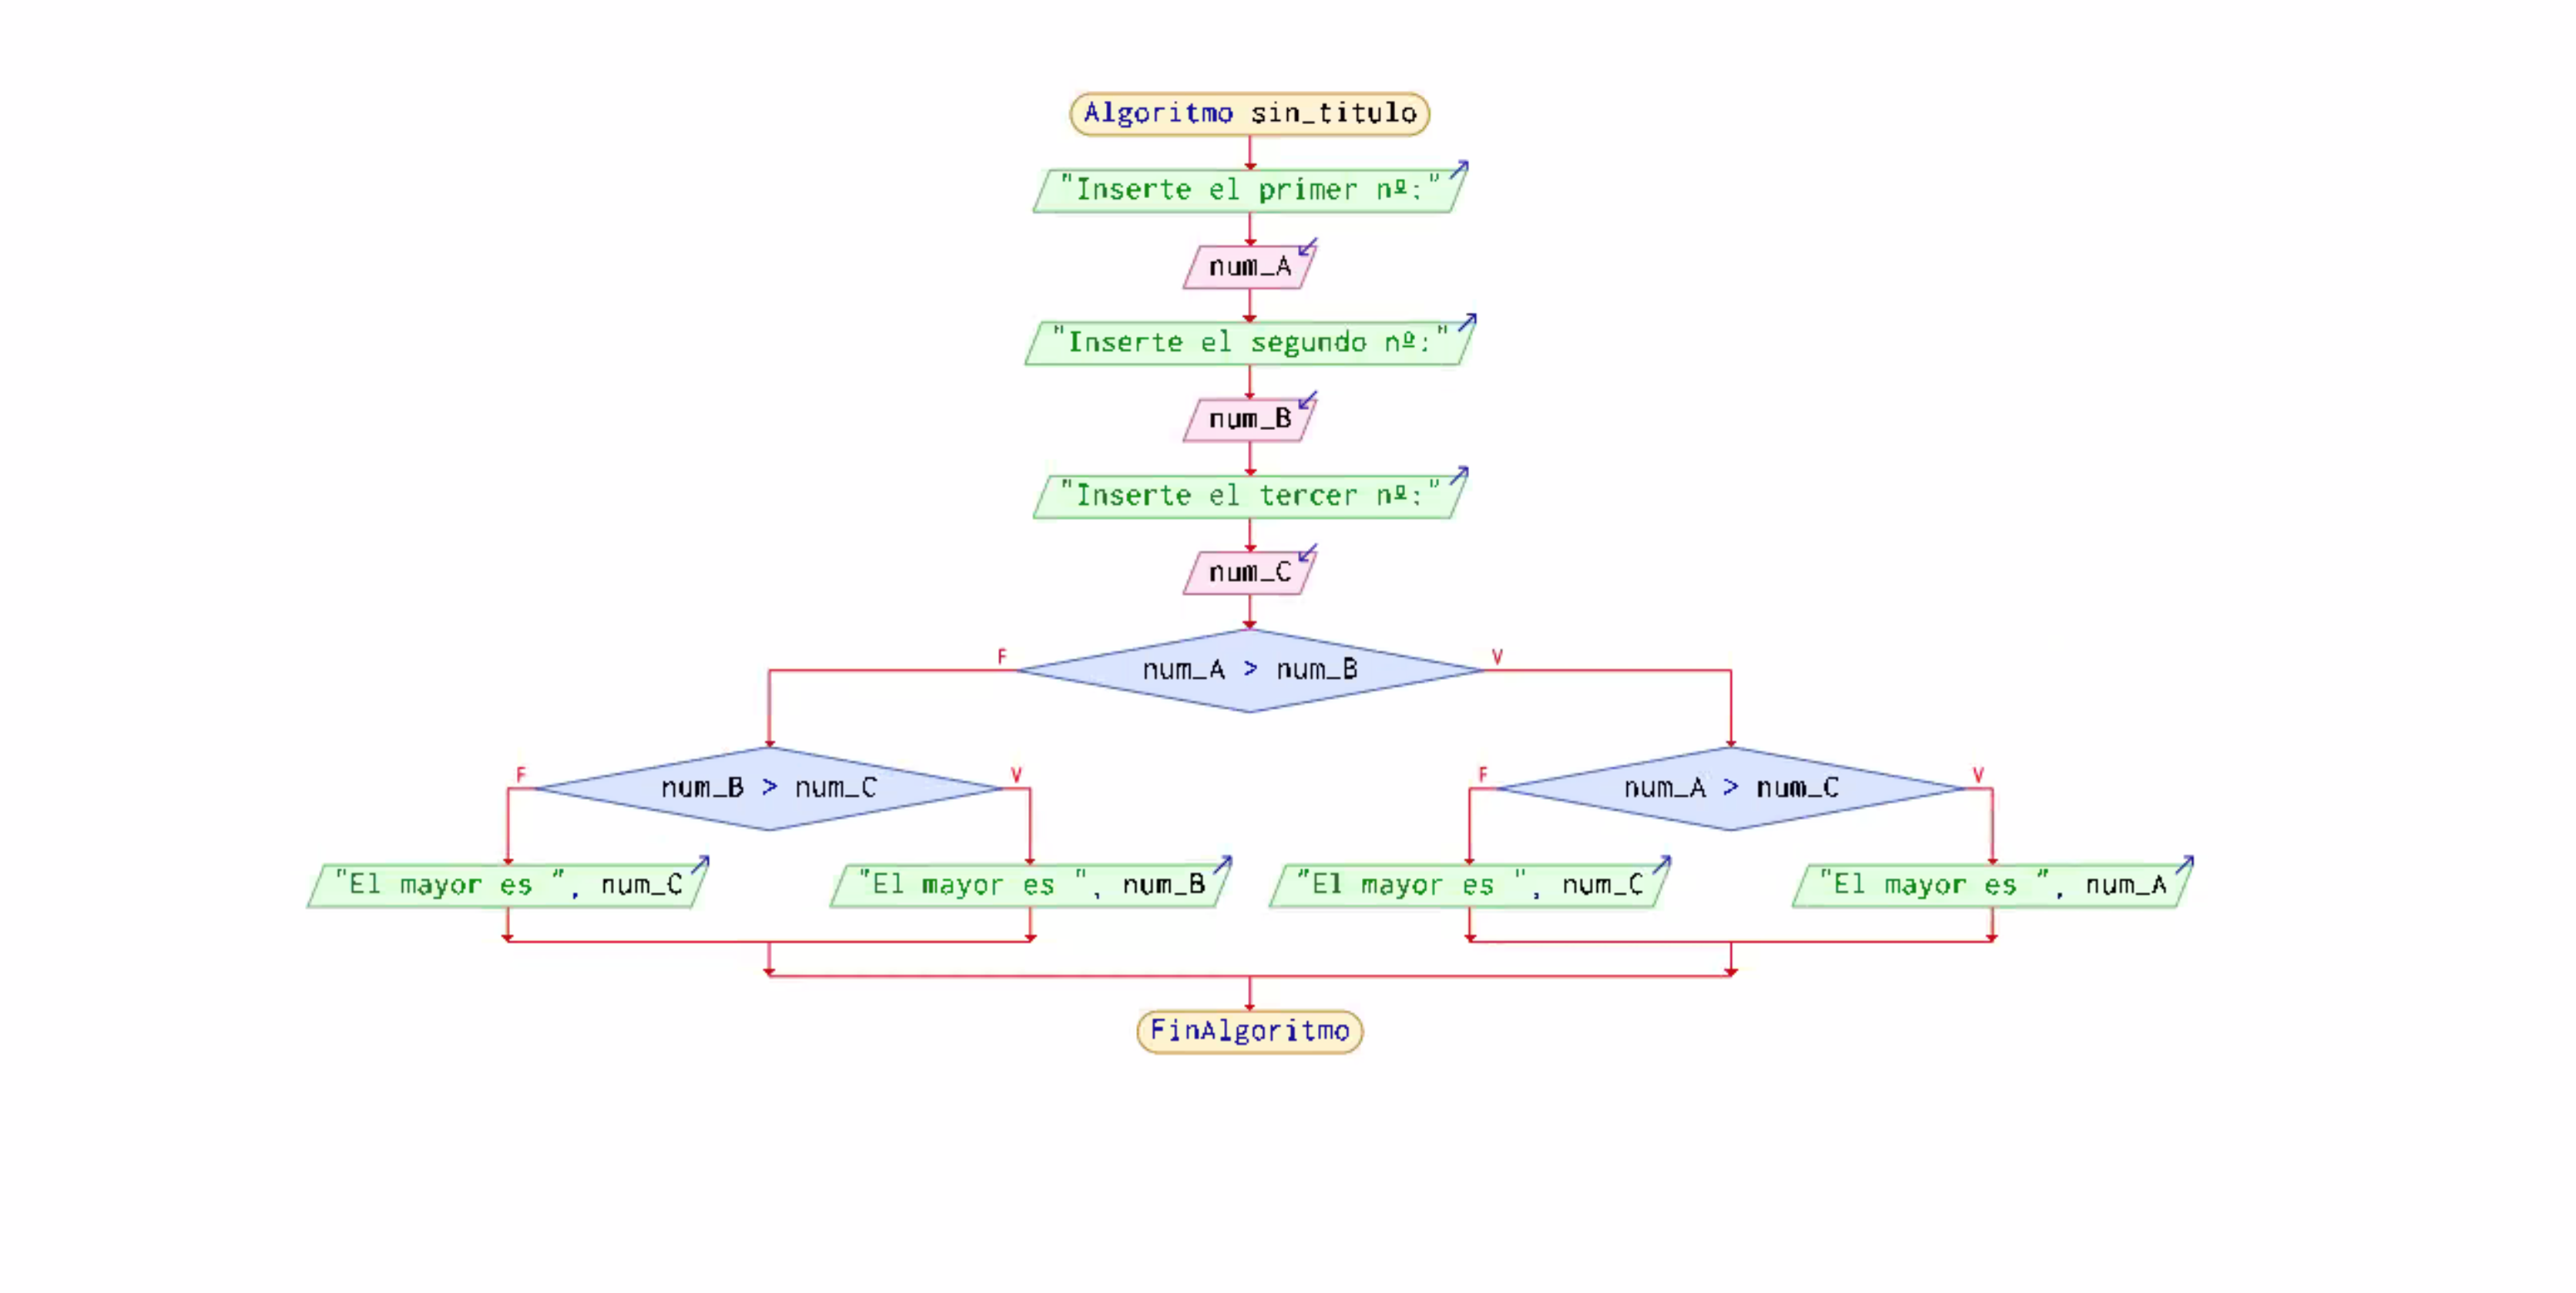 Algoritmo sin_titulo
"Inserte el primer nº:"
num_A
"Inserte el segundo nº:"
num_B
"Inserte el tercer nº:"
num_C
F
num_A > num_B
V
F
num_B > num_C
V
F
num_A > num_C
V
"El mayor es ", num_C
"El mayor es ", num_B
"El mayor es ", num_C
"El mayor es ", num_A
FinAlgoritmo